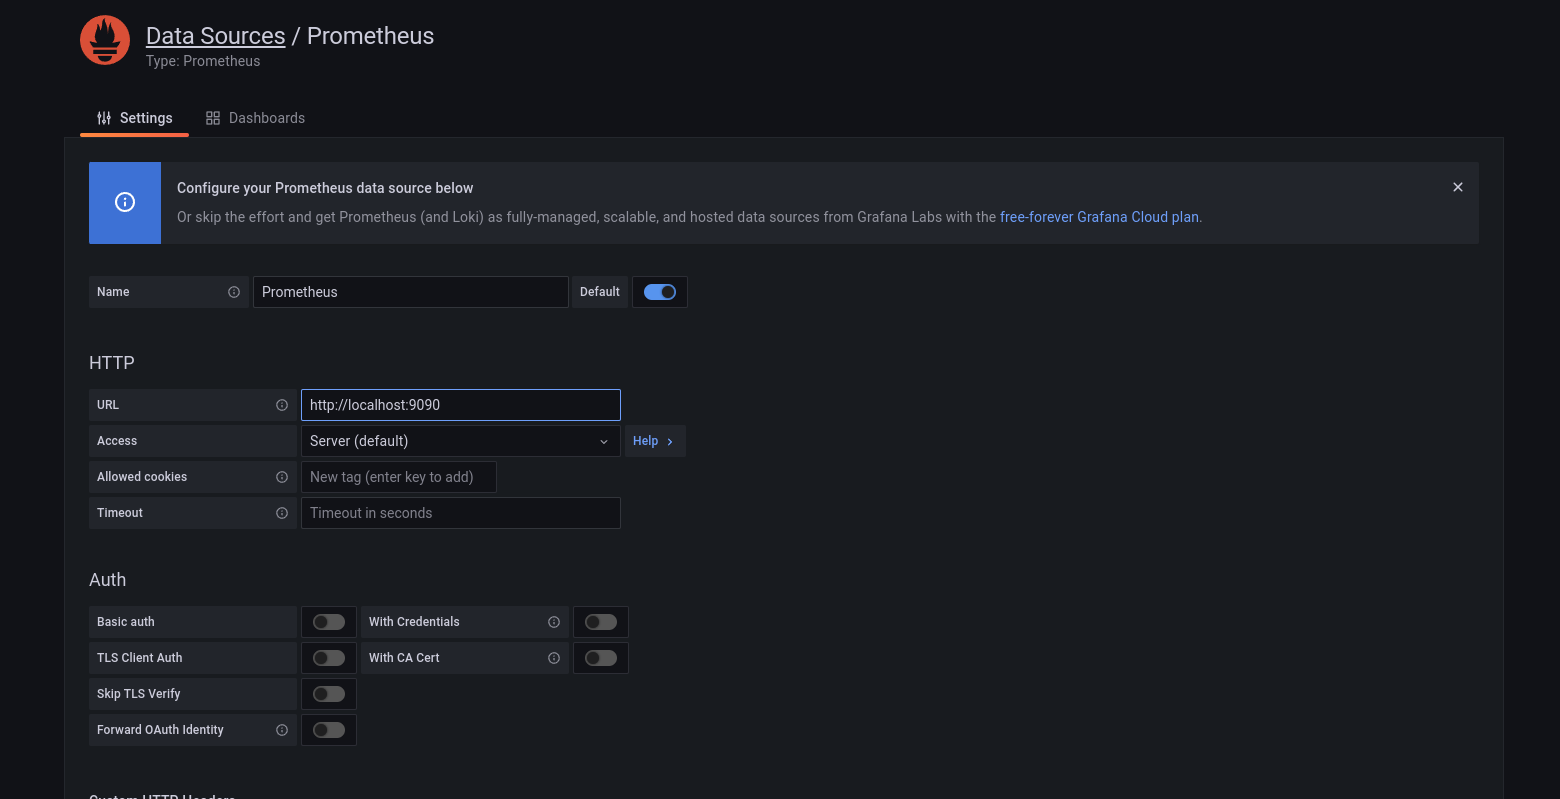 Data Sources / Prometheus
Type: Prometheus
Settings
Dashboards
Configure your Prometheus data source below
Or skip the effort and get Prometheus (and Loki) as fully-managed, scalable, and hosted data sources from Grafana Labs with the free-forever Grafana Cloud plan.
Name
Prometheus
Default
HTTP
URL
http://localhost:9090
Access
Server (default)
Help
Allowed cookies
New tag (enter key to add)
Timeout
Timeout in seconds
Auth
Basic auth
With Credentials
TLS Client Auth
With CA Cert
Skip TLS Verify
Forward OAuth Identity
Custom HTTP Headers